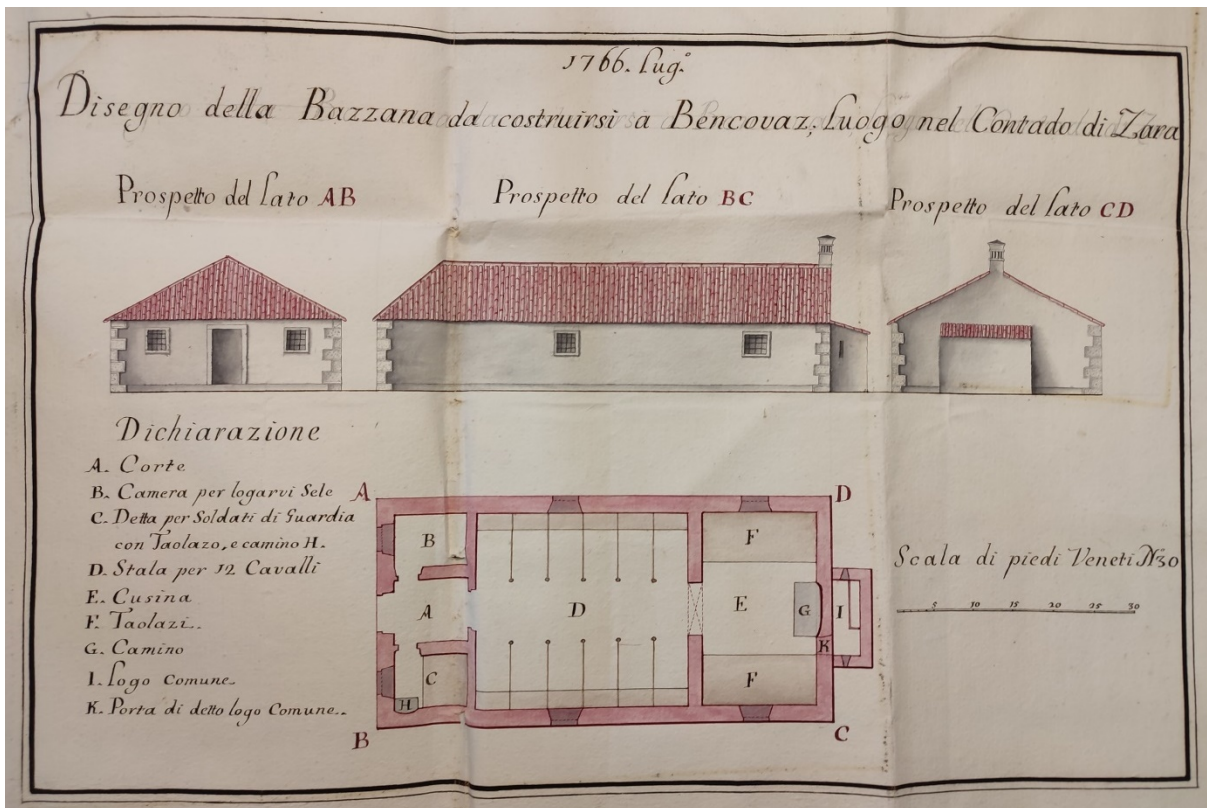 1766. Lug.º
Disegno della Bazzana da costruirsi a Bencovaz; Luogo nel Contado di Zara
Prospetto del Lato AB
Prospetto del Lato BC
Prospetto del Lato CD
Dichiarazione
A. Corte
B. Camera per logarvi Sele
C. Detta per Soldati di Guardia
con Taolazo, e camino H.
D. Stala per 12 Cavalli
E. Cusina
F. Taolazi.
G. Camino
I. Logo Comune
K. Porta di detto logo Comune.
A
D
B
F
A
D
E
G
I
K
C
F
H
B
C
Scala di piedi Veneti Nº30
5 10 15 20 25 30